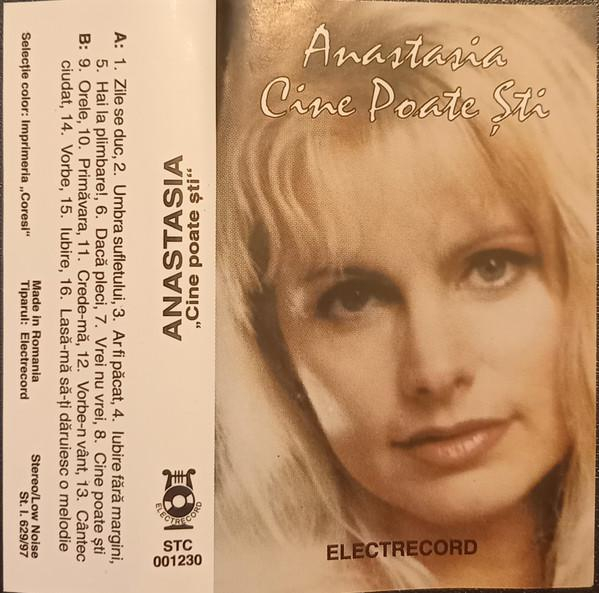 Anastasia
Cine Poate Ști
ELECTRECORD
ANASTASIA
“Cine poate ști”
ELECTRECORD
STC
001230
A: 1. Zile se duc, 2. Umbra sufletului, 3. Ar fi păcat, 4. Iubire fără margini,
5. Hai la plimbare!, 6. Dacă pleci, 7. Vrei nu vrei, 8. Cine poate ști
B: 9. Orele, 10. Primăvara, 11. Crede-mă, 12. Vorbe-n vânt, 13. Cântec
ciudat, 14. Vorbe, 15. Iubire, 16. Lasă-mă să-ți dăruiesc o melodie
Selecție color: Imprimeria „Coresi“
Made in Romania
Tiparul: Electrecord
Stereo/Low Noise
St. I. 629/97